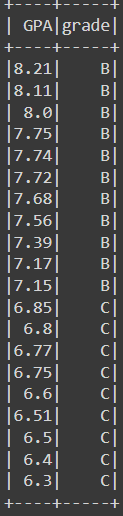 +----+-----+
| GPA|grade|
+----+-----+
|8.21|    B|
|8.11|    B|
| 8.0|    B|
|7.75|    B|
|7.74|    B|
|7.72|    B|
|7.68|    B|
|7.56|    B|
|7.39|    B|
|7.17|    B|
|7.15|    B|
|6.85|    C|
| 6.8|    C|
|6.77|    C|
|6.75|    C|
| 6.6|    C|
|6.51|    C|
| 6.5|    C|
| 6.4|    C|
| 6.3|    C|
+----+-----+